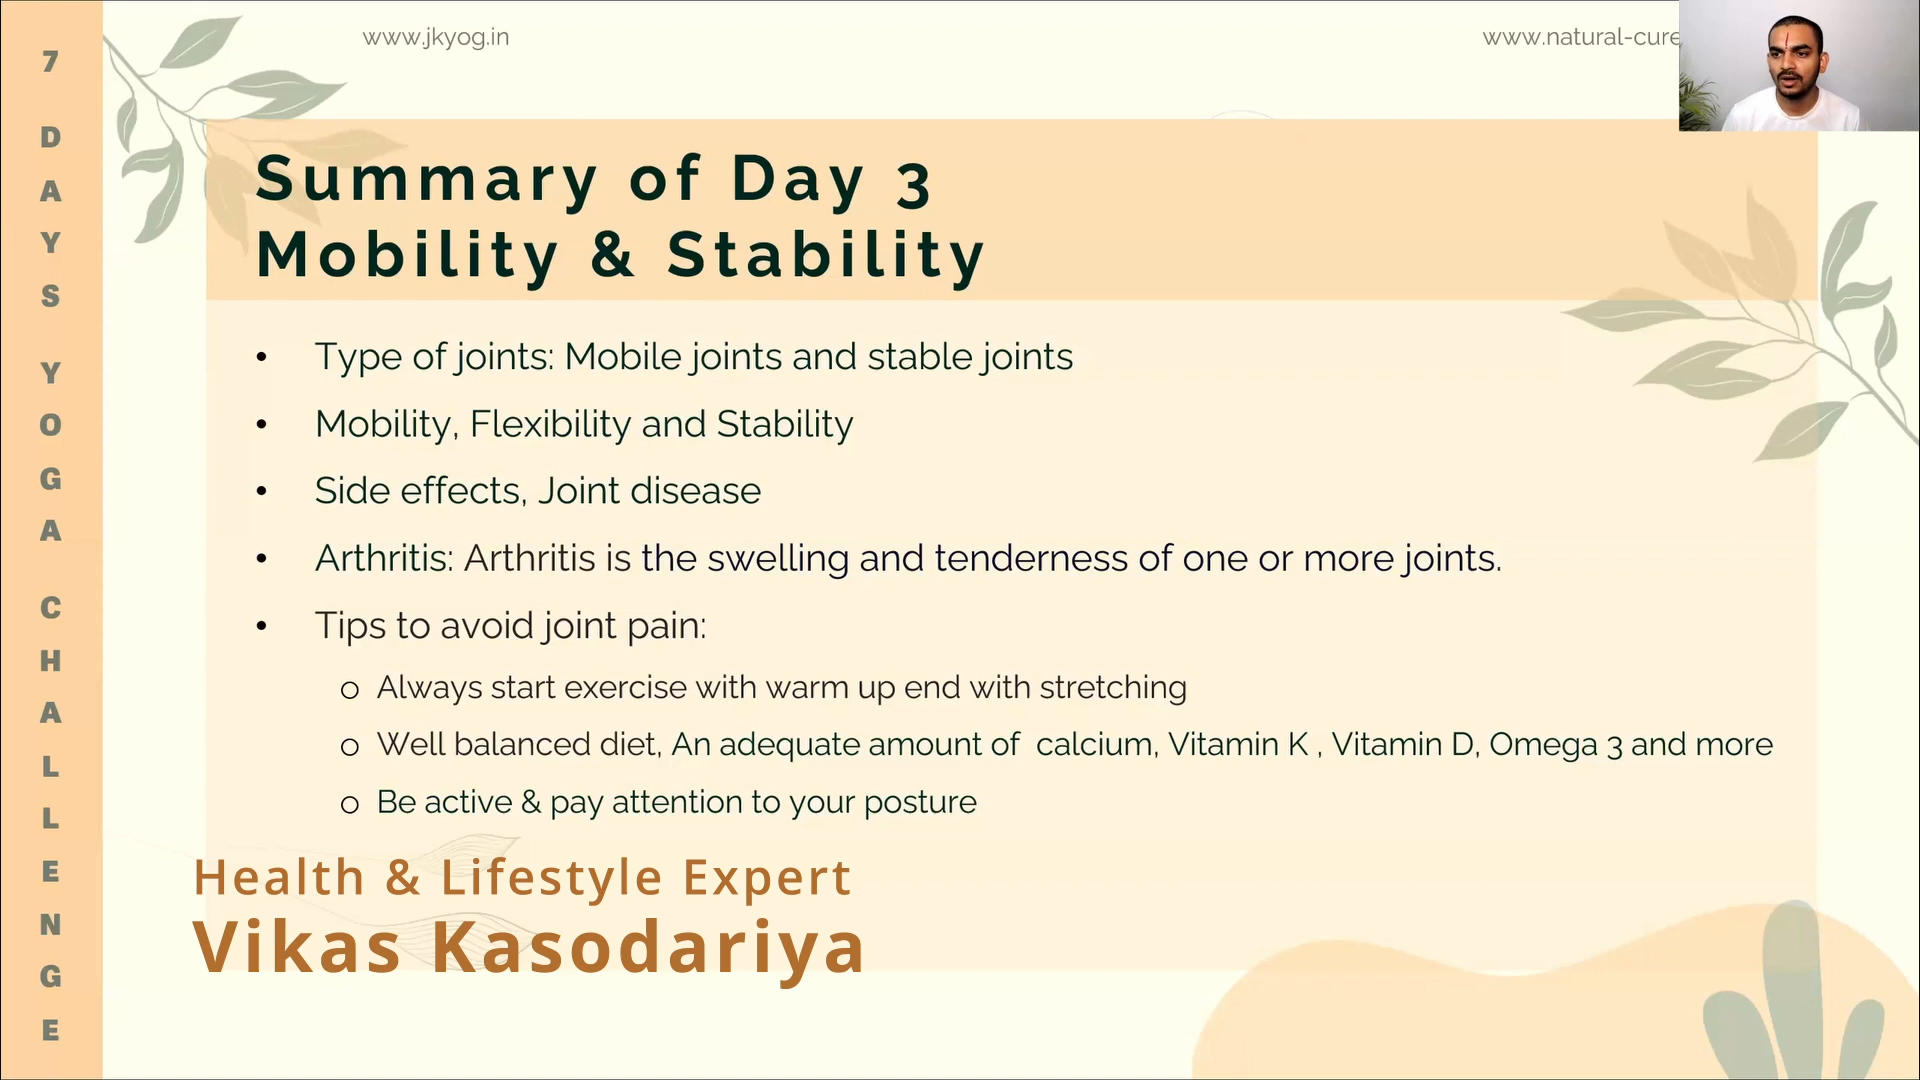 7 DAYS YOGA CHALLENGE
www.jkyog.in
www.natural-cure
Summary of Day 3
Mobility & Stability
• Type of joints: Mobile joints and stable joints
• Mobility, Flexibility and Stability
• Side effects, Joint disease
• Arthritis: Arthritis is the swelling and tenderness of one or more joints.
• Tips to avoid joint pain:
o Always start exercise with warm up end with stretching
o Well balanced diet, An adequate amount of calcium, Vitamin K , Vitamin D, Omega 3 and more
o Be active & pay attention to your posture
Health & Lifestyle Expert
Vikas Kasodariya